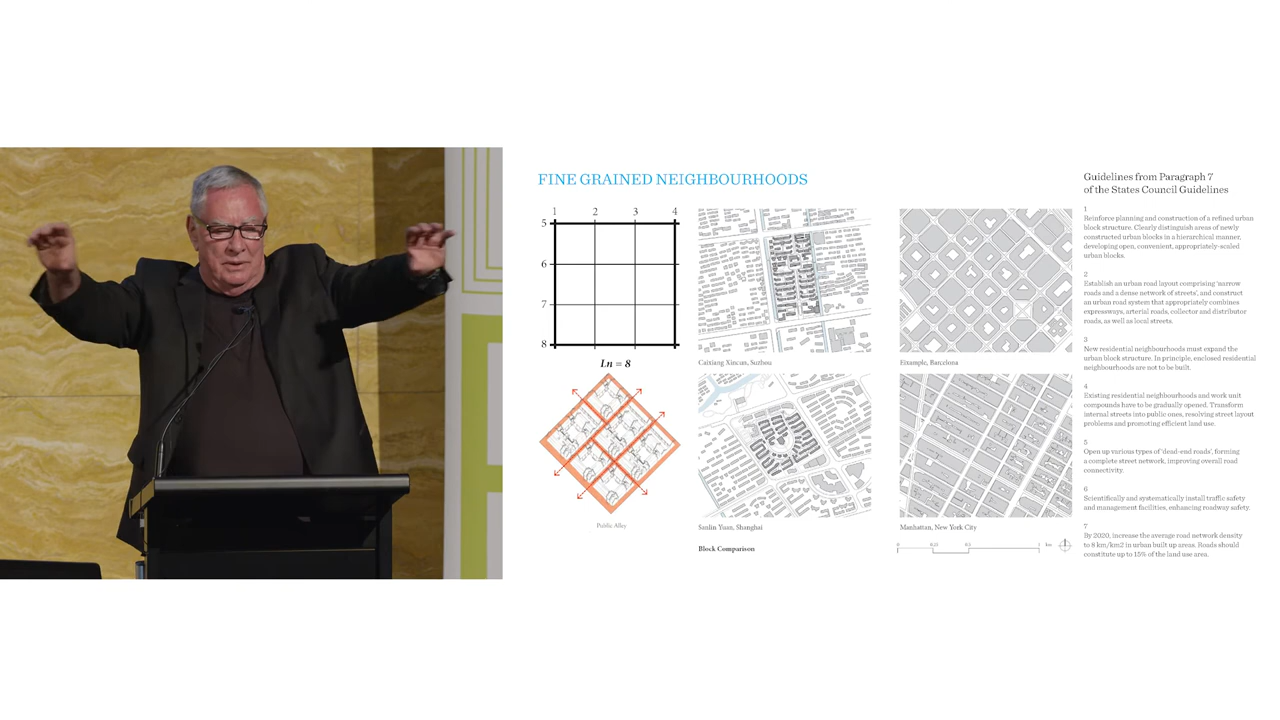 FINE GRAINED NEIGHBOURHOODS
1 2 3 4
5
6
7
8
Ln = 8
Public Alley
Caixiang Xincun, Suzhou
Sanlin Yuan, Shanghai
Block Comparison
Eixample, Barcelona
Manhattan, New York City
0 0.25 0.5 1 km
Guidelines from Paragraph 7
of the States Council Guidelines
1
Reinforce planning and construction of a refined urban
block structure. Clearly distinguish areas of newly
constructed urban blocks in a hierarchical manner,
developing open, convenient, appropriately-scaled
urban blocks.
2
Establish an urban road layout comprising 'narrow
roads and a dense network of streets', and construct
an urban road system that appropriately combines
expressways, arterial roads, collector and distributor
roads, as well as local streets.
3
New residential neighbourhoods must expand the
urban block structure. In principle, enclosed residential
neighbourhoods are not to be built.
4
Existing residential neighbourhoods and work unit
compounds have to be gradually opened. Transform
internal streets into public ones, resolving street layout
problems and promoting efficient land use.
5
Open up various types of 'dead-end roads', forming
a complete street network, improving overall road
connectivity.
6
Scientifically and systematically install traffic safety
and management facilities, enhancing roadway safety.
7
By 2020, increase the average road network density
to 8 km/km2 in urban built up areas. Roads should
constitute up to 15% of the land use area.